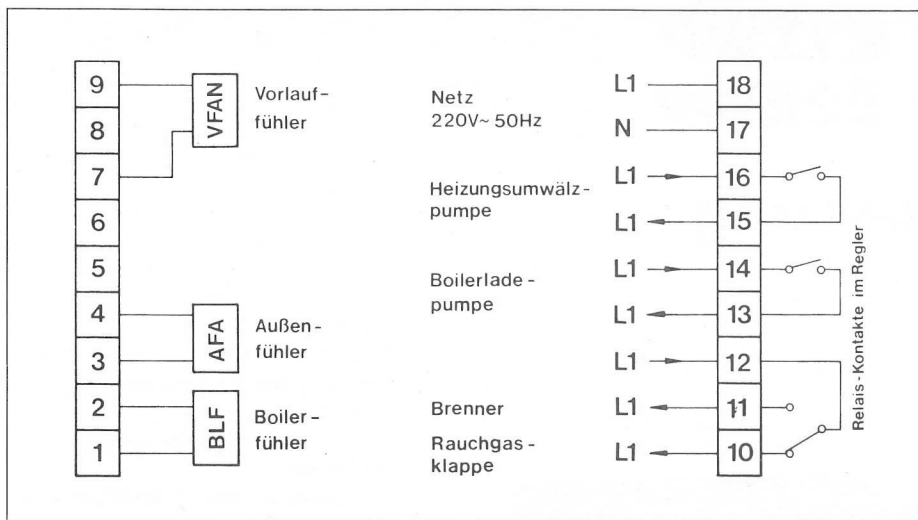 9
8
7
6
5
4
3
2
1
VFAN
Vorlauf-
fühler
AFA
Außen-
fühler
BLF
Boiler-
fühler
Netz
220V~ 50Hz
Heizungsumwälz-
pumpe
Boilerlade-
pumpe
Brenner
Rauchgas-
klappe
L1
N
L1
L1
L1
L1
L1
L1
L1
18
17
16
15
14
13
12
11
10
Relais-Kontakte im Regler